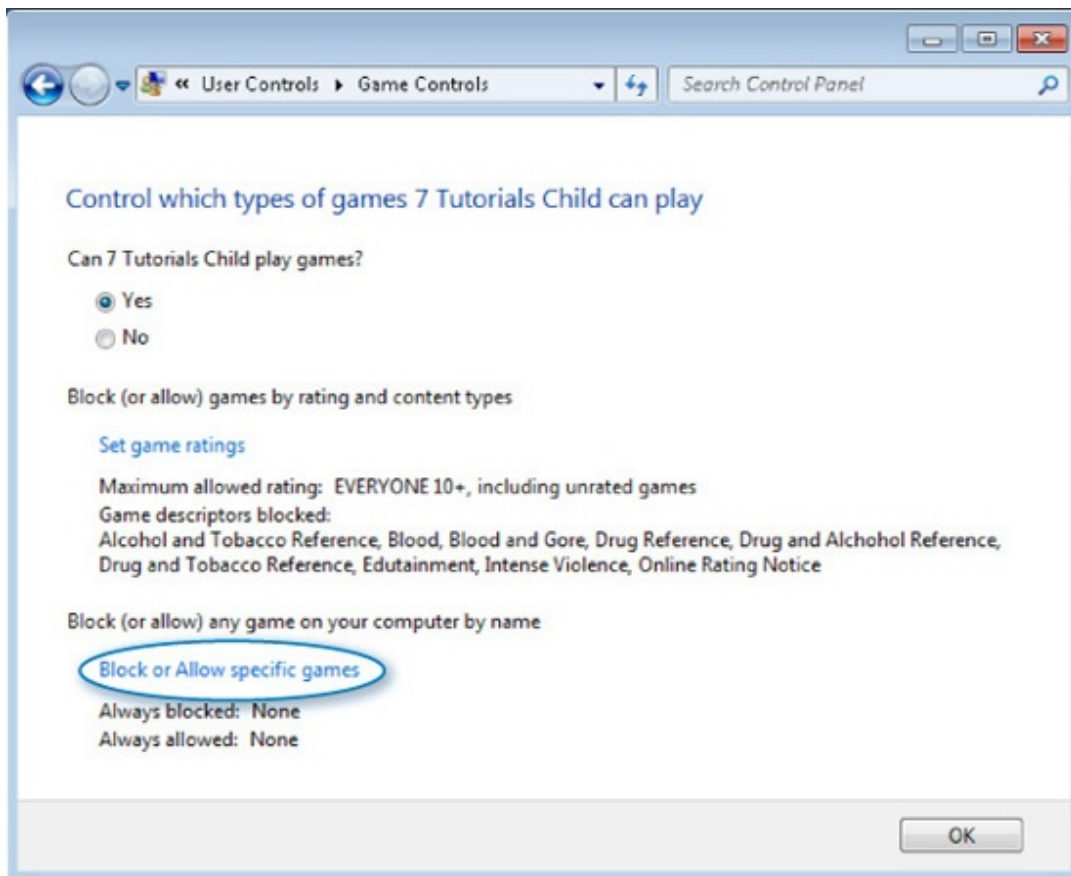 « User Controls ▸ Game Controls
Search Control Panel
Control which types of games 7 Tutorials Child can play
Can 7 Tutorials Child play games?
Yes
No
Block (or allow) games by rating and content types
Set game ratings
Maximum allowed rating: EVERYONE 10+, including unrated games
Game descriptors blocked:
Alcohol and Tobacco Reference, Blood, Blood and Gore, Drug Reference, Drug and Alchohol Reference,
Drug and Tobacco Reference, Edutainment, Intense Violence, Online Rating Notice
Block (or allow) any game on your computer by name
Block or Allow specific games
Always blocked: None
Always allowed: None
OK